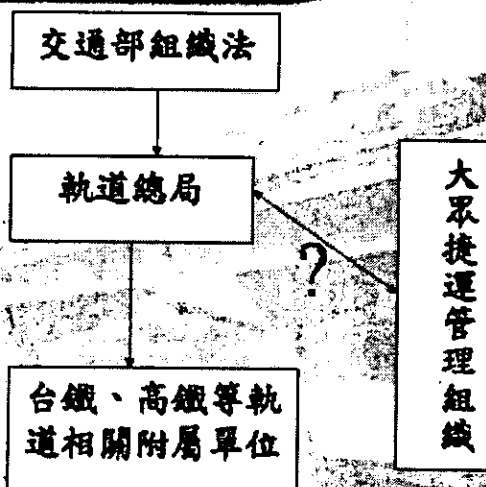 交通部組織法
軌道總局
?
大眾捷運管理組織
台鐵、高鐵等軌
道相關附屬單位